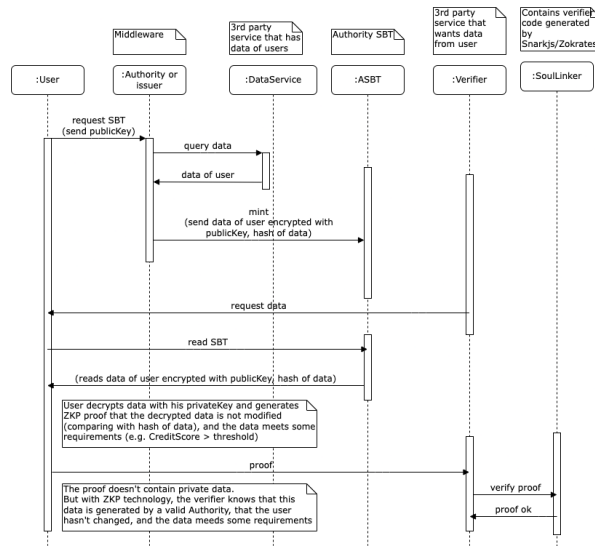 Middleware
3rd party
service that has
data of users
Authority SBT
3rd party
service that
wants data
from user
Contains verifier
code generated
by
Snarkjs/Zokrates
:User
:Authority or
issuer
:DataService
:ASBT
:Verifier
:SoulLinker
request SBT
(send publicKey)
query data
data of user
mint
(send data of user encrypted with
publicKey, hash of data)
request data
read SBT
(reads data of user encrypted with publicKey, hash of data)
User decrypts data with his privateKey and generates
ZKP proof that the decrypted data is not modified
(comparing with hash of data), and the data meets some
requirements (e.g. CreditScore > threshold)
proof
The proof doesn't contain private data.
But with ZKP technology, the verifier knows that this
data is generated by a valid Authority, that the user
hasn't changed, and the data meeds some requirements
verify proof
proof ok